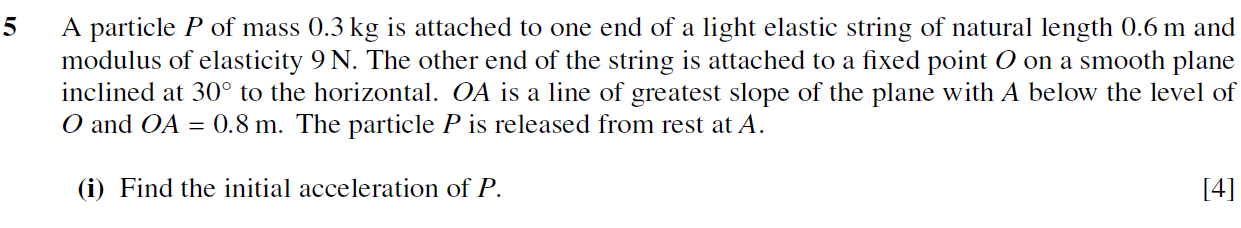 5 A particle P of mass 0.3 kg is attached to one end of a light elastic string of natural length 0.6 m and
modulus of elasticity 9 N. The other end of the string is attached to a fixed point O on a smooth plane
inclined at 30° to the horizontal. OA is a line of greatest slope of the plane with A below the level of
O and OA = 0.8 m. The particle P is released from rest at A.
(i) Find the initial acceleration of P. [4]